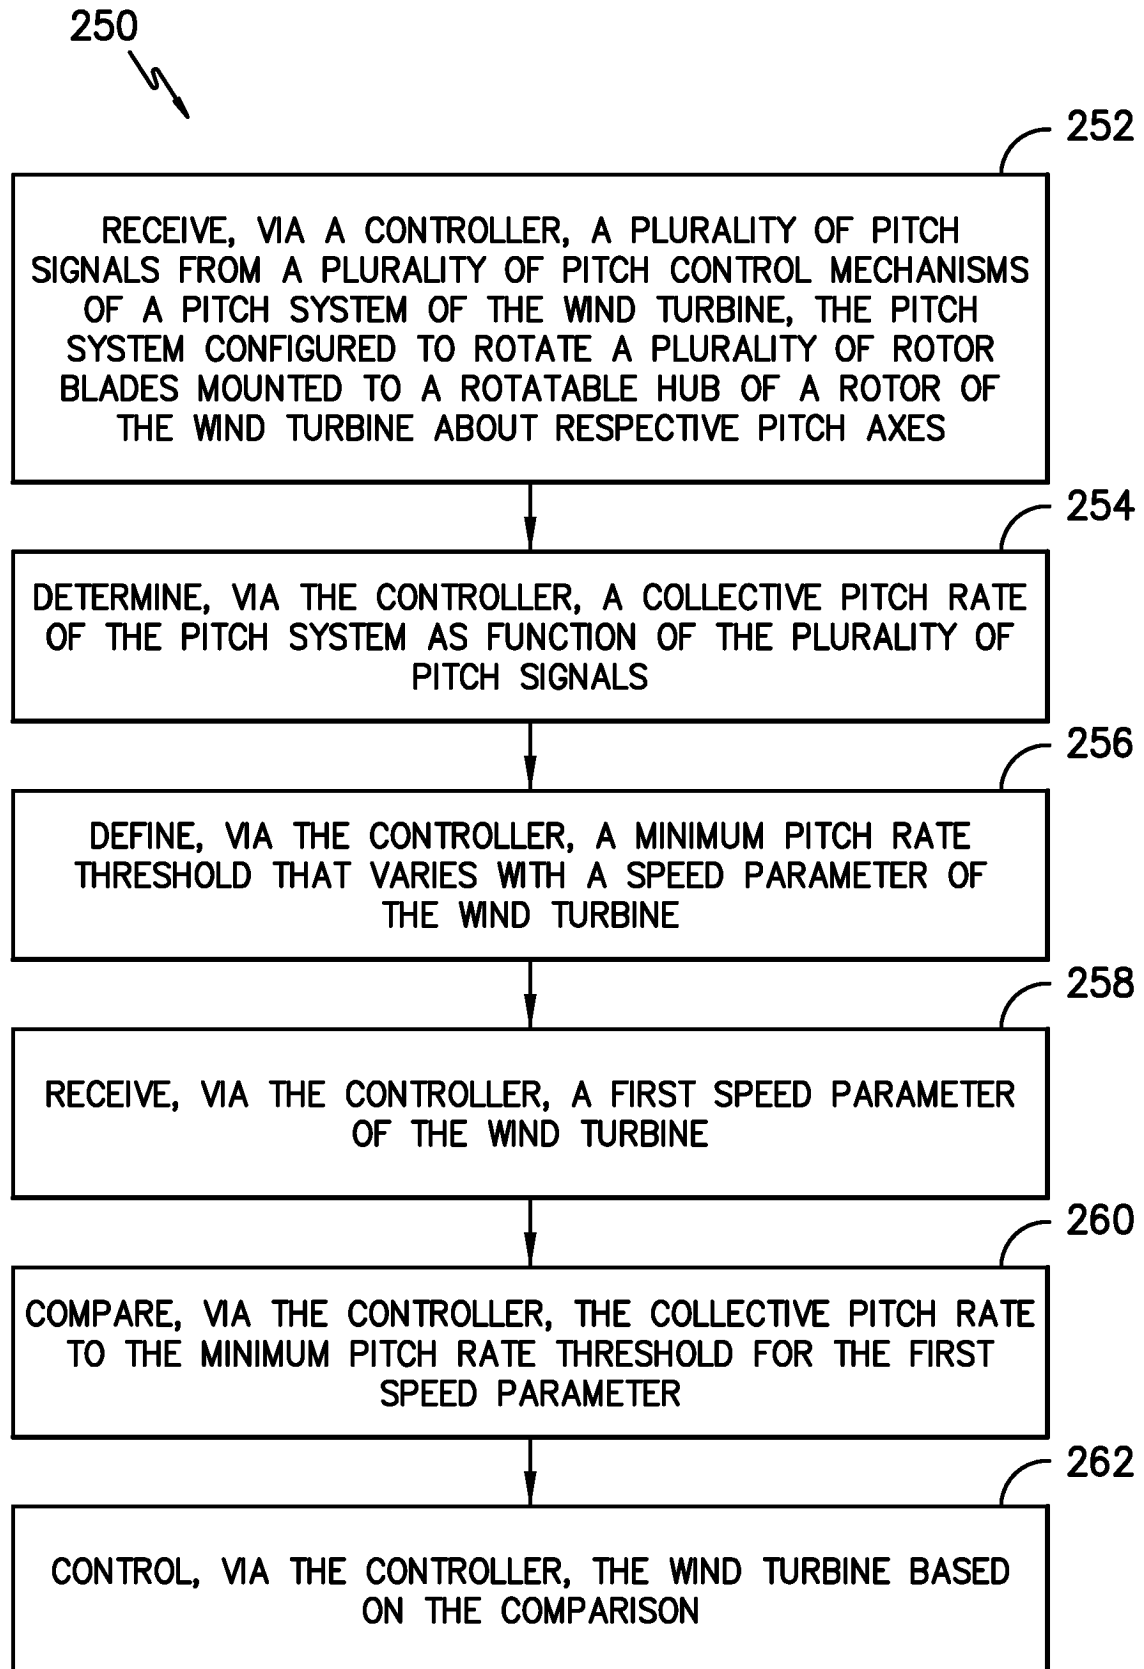 250
252
RECEIVE, VIA A CONTROLLER, A PLURALITY OF PITCH
SIGNALS FROM A PLURALITY OF PITCH CONTROL MECHANISMS
OF A PITCH SYSTEM OF THE WIND TURBINE, THE PITCH
SYSTEM CONFIGURED TO ROTATE A PLURALITY OF ROTOR
BLADES MOUNTED TO A ROTATABLE HUB OF A ROTOR OF
THE WIND TURBINE ABOUT RESPECTIVE PITCH AXES
254
DETERMINE, VIA THE CONTROLLER, A COLLECTIVE PITCH RATE
OF THE PITCH SYSTEM AS FUNCTION OF THE PLURALITY OF
PITCH SIGNALS
256
DEFINE, VIA THE CONTROLLER, A MINIMUM PITCH RATE
THRESHOLD THAT VARIES WITH A SPEED PARAMETER OF
THE WIND TURBINE
258
RECEIVE, VIA THE CONTROLLER, A FIRST SPEED PARAMETER
OF THE WIND TURBINE
260
COMPARE, VIA THE CONTROLLER, THE COLLECTIVE PITCH RATE
TO THE MINIMUM PITCH RATE THRESHOLD FOR THE FIRST
SPEED PARAMETER
262
CONTROL, VIA THE CONTROLLER, THE WIND TURBINE BASED
ON THE COMPARISON